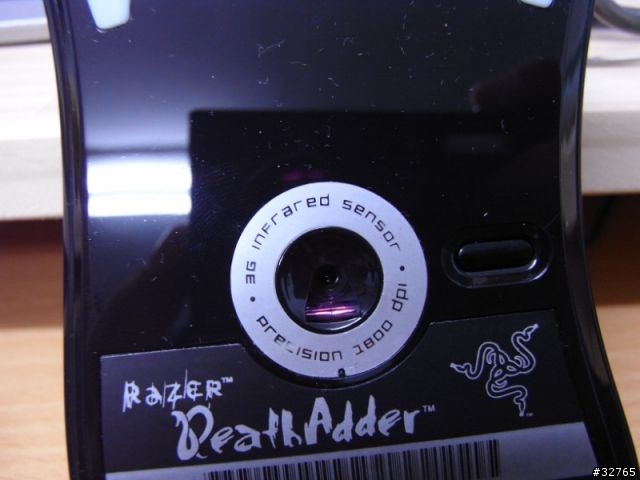 3G infrared sensor •
precision 1800 dpi •
RAZER™
DeathAdder™
#32765